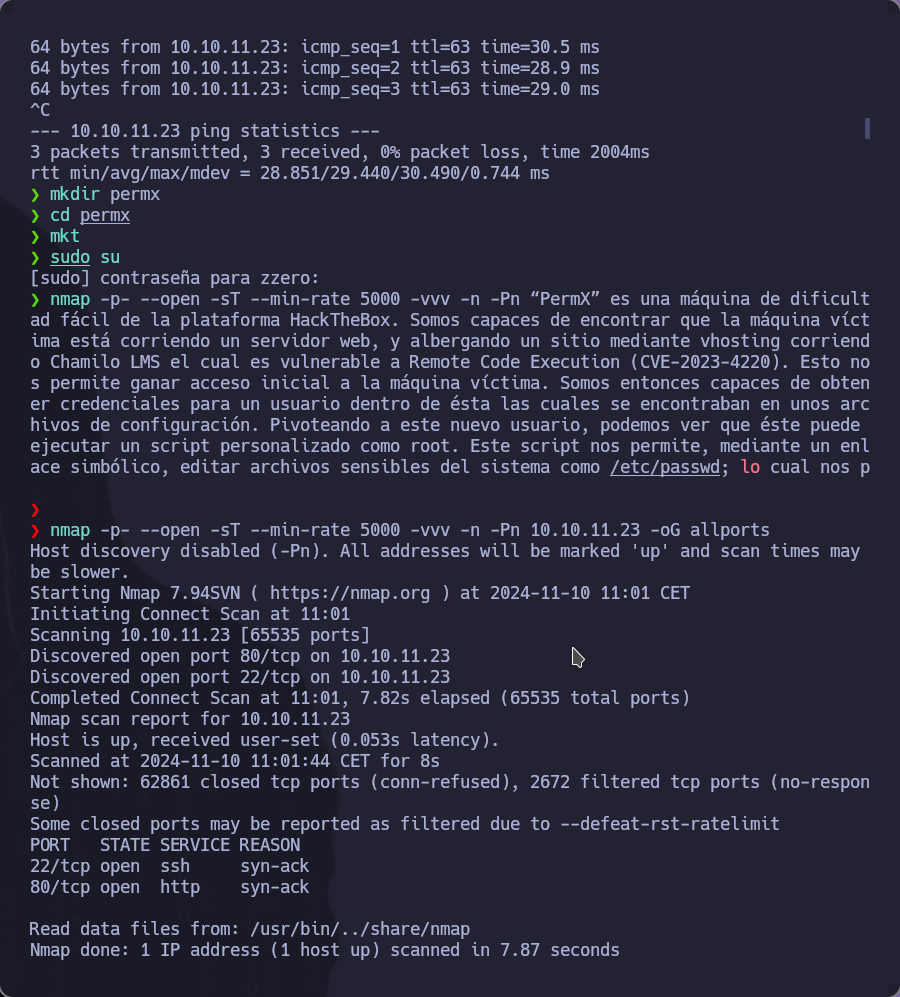 64 bytes from 10.10.11.23: icmp_seq=1 ttl=63 time=30.5 ms
64 bytes from 10.10.11.23: icmp_seq=2 ttl=63 time=28.9 ms
64 bytes from 10.10.11.23: icmp_seq=3 ttl=63 time=29.0 ms
^C
--- 10.10.11.23 ping statistics ---
3 packets transmitted, 3 received, 0% packet loss, time 2004ms
rtt min/avg/max/mdev = 28.851/29.440/30.490/0.744 ms
❯ mkdir permx
❯ cd permx
❯ mkt
❯ sudo su
[sudo] contraseña para zzero:
❯ nmap -p- --open -sT --min-rate 5000 -vvv -n -Pn “PermX” es una máquina de dificult
ad fácil de la plataforma HackTheBox. Somos capaces de encontrar que la máquina víct
ima está corriendo un servidor web, y albergando un sitio mediante vhosting corriend
o Chamilo LMS el cual es vulnerable a Remote Code Execution (CVE-2023-4220). Esto no
s permite ganar acceso inicial a la máquina víctima. Somos entonces capaces de obten
er credenciales para un usuario dentro de ésta las cuales se encontraban en unos arc
hivos de configuración. Pivoteando a este nuevo usuario, podemos ver que éste puede
ejecutar un script personalizado como root. Este script nos permite, mediante un enl
ace simbólico, editar archivos sensibles del sistema como /etc/passwd; lo cual nos p
❯
❯ nmap -p- --open -sT --min-rate 5000 -vvv -n -Pn 10.10.11.23 -oG allports
Host discovery disabled (-Pn). All addresses will be marked 'up' and scan times may
be slower.
Starting Nmap 7.94SVN ( https://nmap.org ) at 2024-11-10 11:01 CET
Initiating Connect Scan at 11:01
Scanning 10.10.11.23 [65535 ports]
Discovered open port 80/tcp on 10.10.11.23
Discovered open port 22/tcp on 10.10.11.23
Completed Connect Scan at 11:01, 7.82s elapsed (65535 total ports)
Nmap scan report for 10.10.11.23
Host is up, received user-set (0.053s latency).
Scanned at 2024-11-10 11:01:44 CET for 8s
Not shown: 62861 closed tcp ports (conn-refused), 2672 filtered tcp ports (no-respon
se)
Some closed ports may be reported as filtered due to --defeat-rst-ratelimit
PORT   STATE SERVICE REASON
22/tcp open  ssh     syn-ack
80/tcp open  http    syn-ack
Read data files from: /usr/bin/../share/nmap
Nmap done: 1 IP address (1 host up) scanned in 7.87 seconds